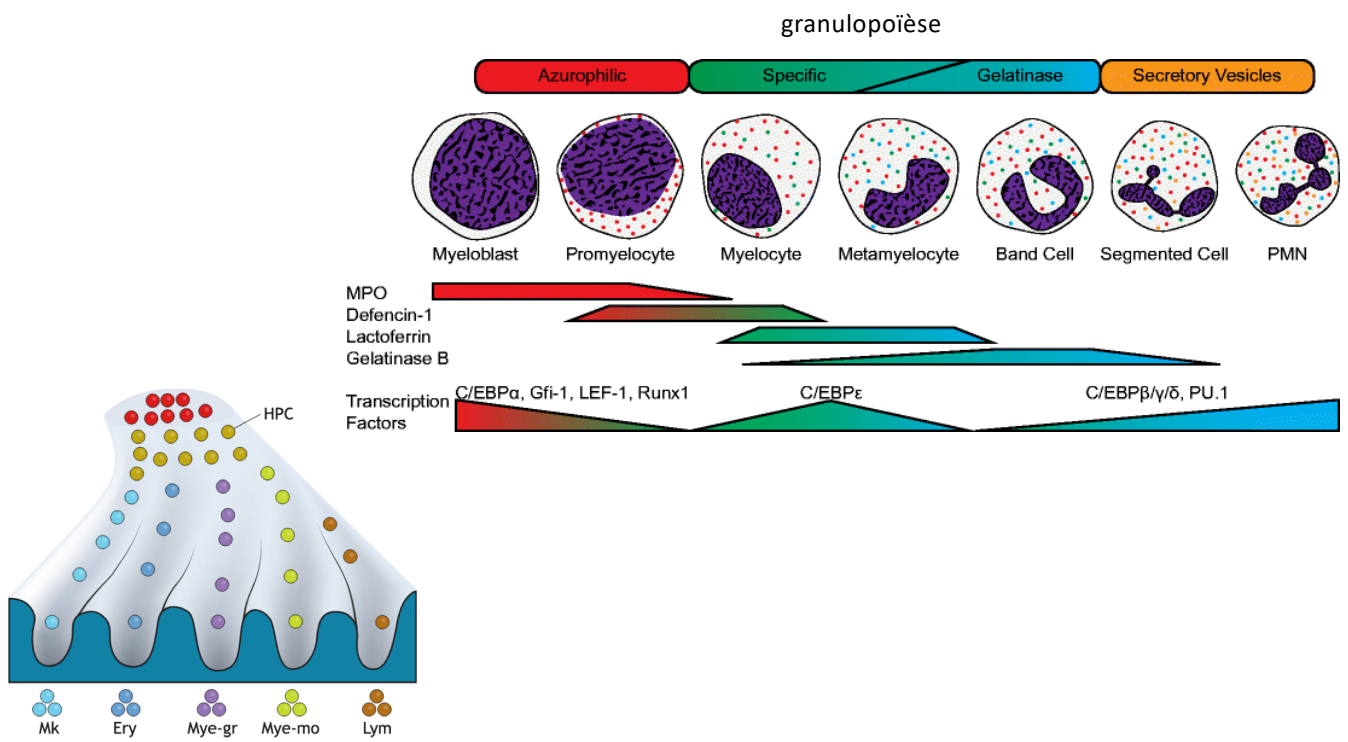 granulopoïèse
Azurophilic Specific Gelatinase Secretory Vesicles
Myeloblast Promyelocyte Myelocyte Metamyelocyte Band Cell Segmented Cell PMN
MPO
Defencin-1
Lactoferrin
Gelatinase B
C/EBPα, Gfi-1, LEF-1, Runx1 C/EBPε C/EBPβ/γ/δ, PU.1
Transcription
Factors
HPC
Mk Ery Mye-gr Mye-mo Lym